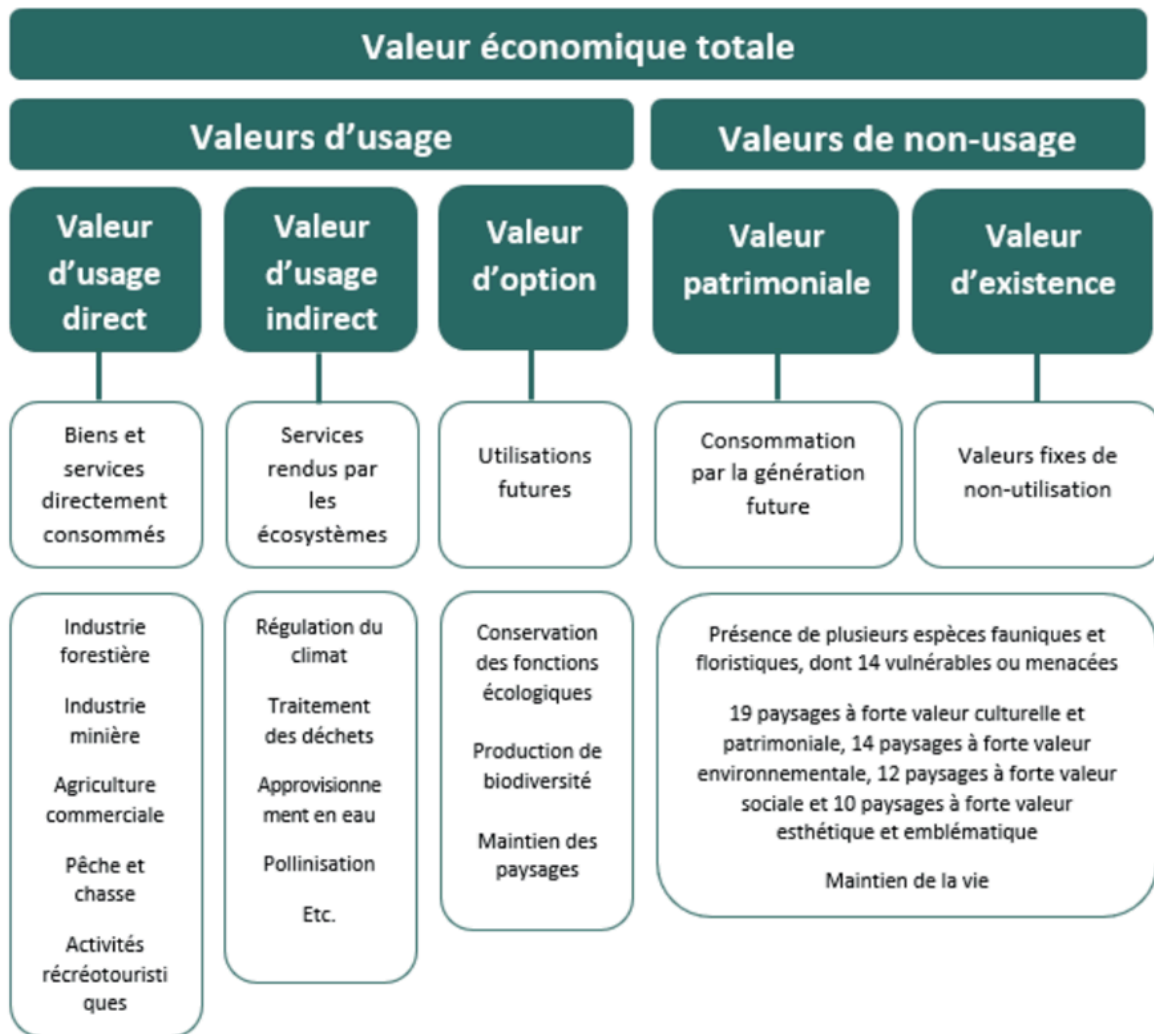 Valeur économique totale
Valeurs d'usage
Valeurs de non-usage
Valeur
d'usage
direct
Valeur
d'usage
indirect
Valeur
d'option
Valeur
patrimoniale
Valeur
d'existence
Biens et
services
directement
consommés
Services
rendus par
les
écosystèmes
Utilisations
futures
Consommation
par la génération
future
Valeurs fixes de
non-utilisation
Industrie
forestière
Industrie
minière
Agriculture
commerciale
Pêche et
chasse
Activités
récréotouristi
ques
Régulation du
climat
Traitement
des déchets
Approvisionne
ment en eau
Pollinisation
Etc.
Conservation
des fonctions
écologiques
Production de
biodiversité
Maintien des
paysages
Présence de plusieurs espèces fauniques et
floristiques, dont 14 vulnérables ou menacées
19 paysages à forte valeur culturelle et
patrimoniale, 14 paysages à forte valeur
environnementale, 12 paysages à forte valeur
sociale et 10 paysages à forte valeur
esthétique et emblématique
Maintien de la vie